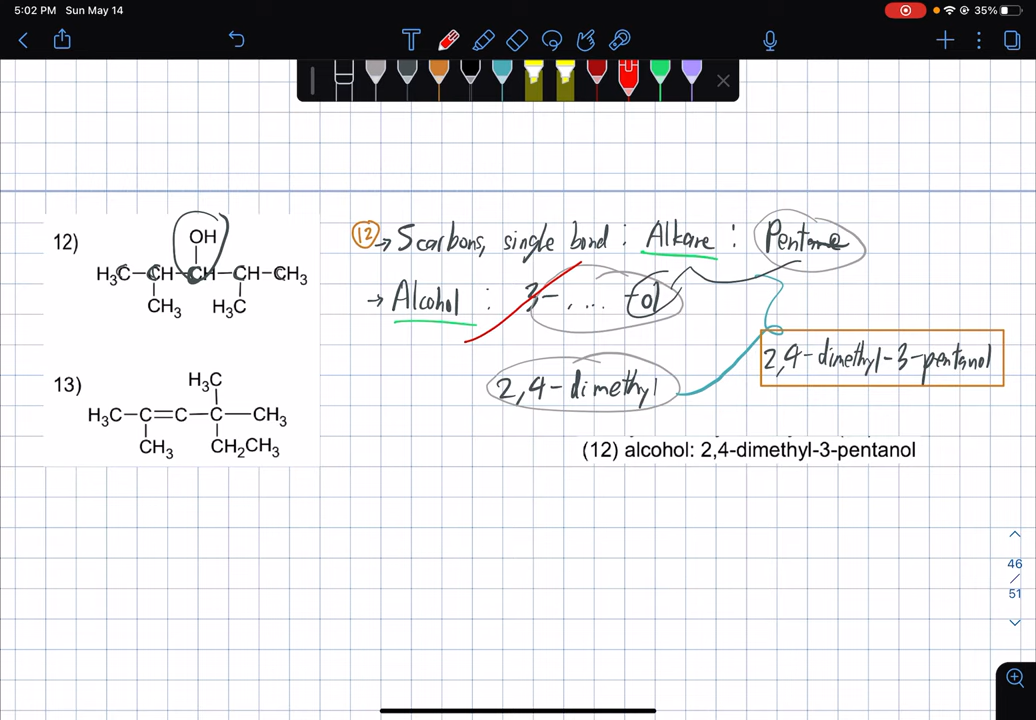 5:02 PM Sun May 14
35%
12)
OH
H₃C-CH-CH-CH-CH₃
CH₃ H₃C
12 → 5 carbons, single bond : Alkane : Pentane
→ Alcohol : 3- ... -ol
2,4-dimethyl
2,4-dimethyl-3-pentanol
(12) alcohol: 2,4-dimethyl-3-pentanol
13)
H₃C
H₃C-C=C-C-CH₃
CH₃ CH₂CH₃
46
/
51